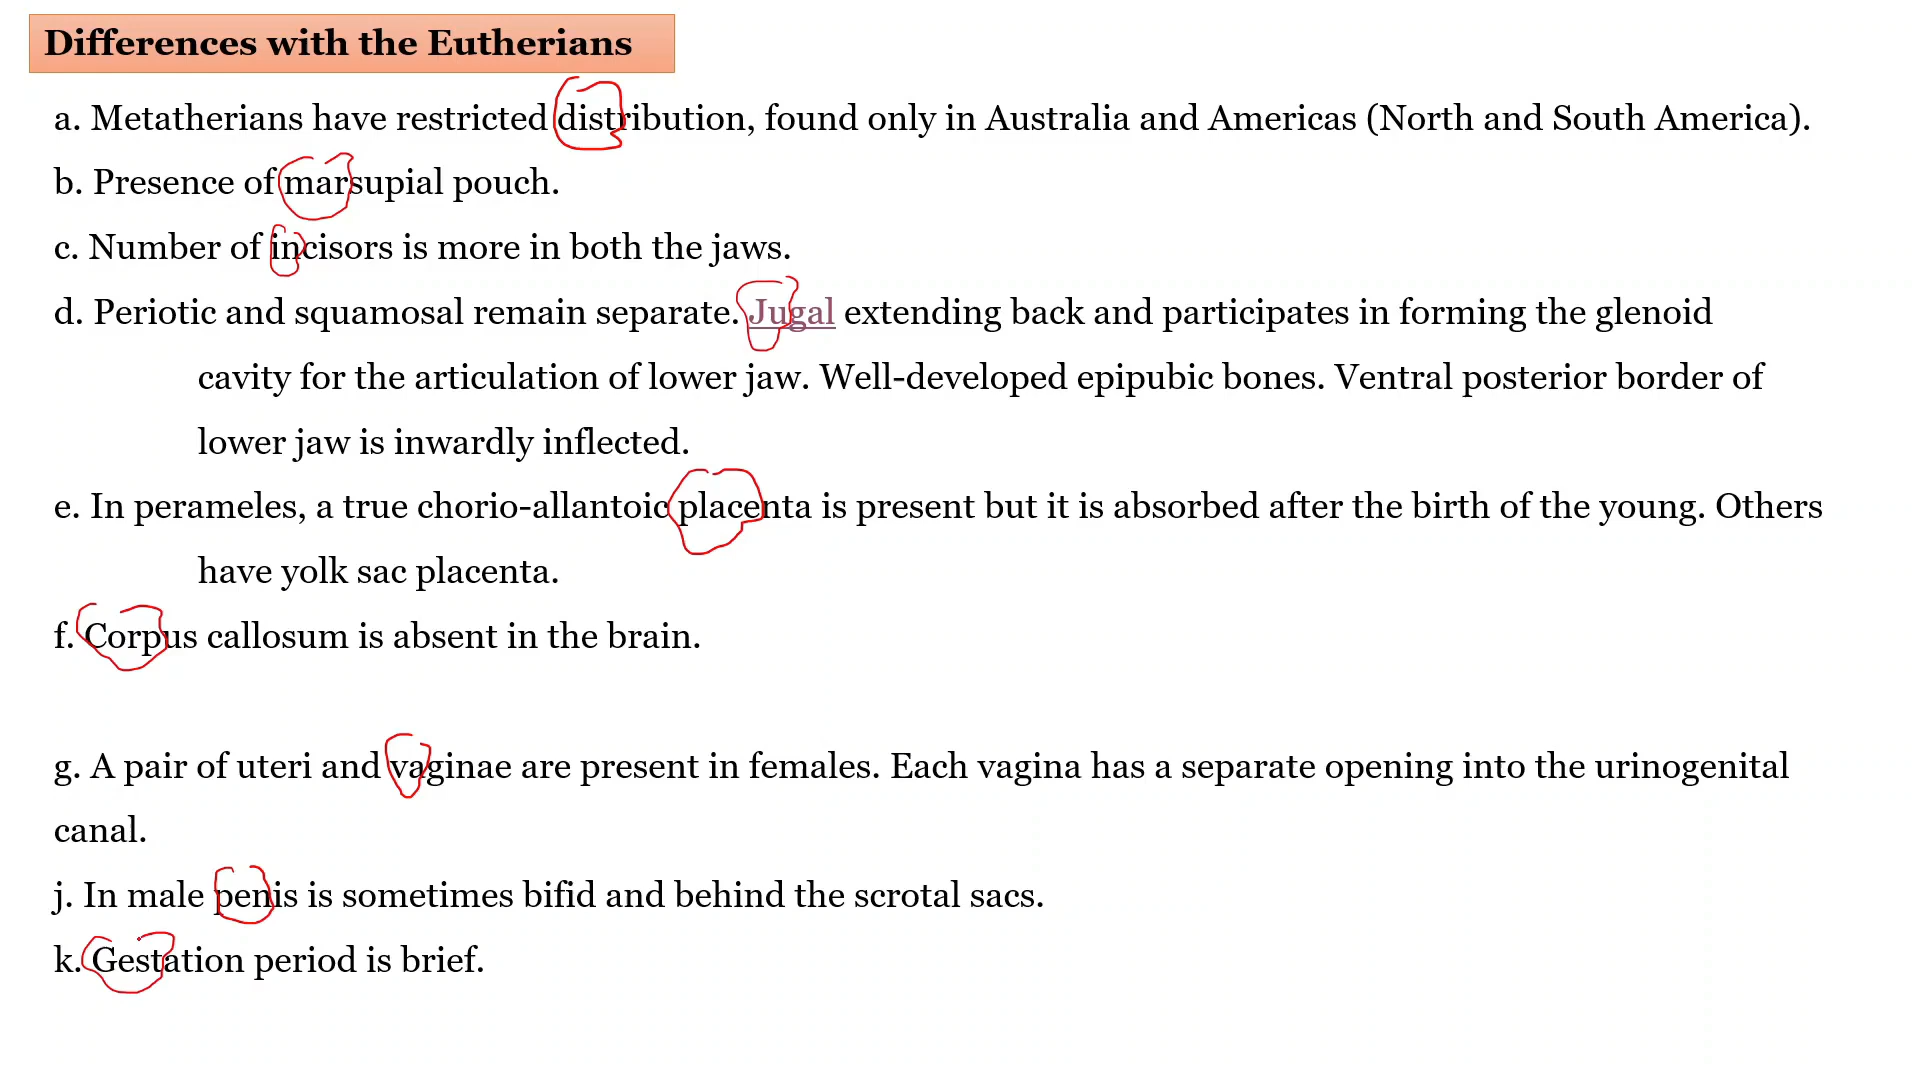 Differences with the Eutherians
a. Metatherians have restricted distribution, found only in Australia and Americas (North and South America).
b. Presence of marsupial pouch.
c. Number of incisors is more in both the jaws.
d. Periotic and squamosal remain separate. Jugal extending back and participates in forming the glenoid
cavity for the articulation of lower jaw. Well-developed epipubic bones. Ventral posterior border of
lower jaw is inwardly inflected.
e. In perameles, a true chorio-allantoic placenta is present but it is absorbed after the birth of the young. Others
have yolk sac placenta.
f. Corpus callosum is absent in the brain.
g. A pair of uteri and vaginae are present in females. Each vagina has a separate opening into the urinogenital
canal.
j. In male penis is sometimes bifid and behind the scrotal sacs.
k. Gestation period is brief.